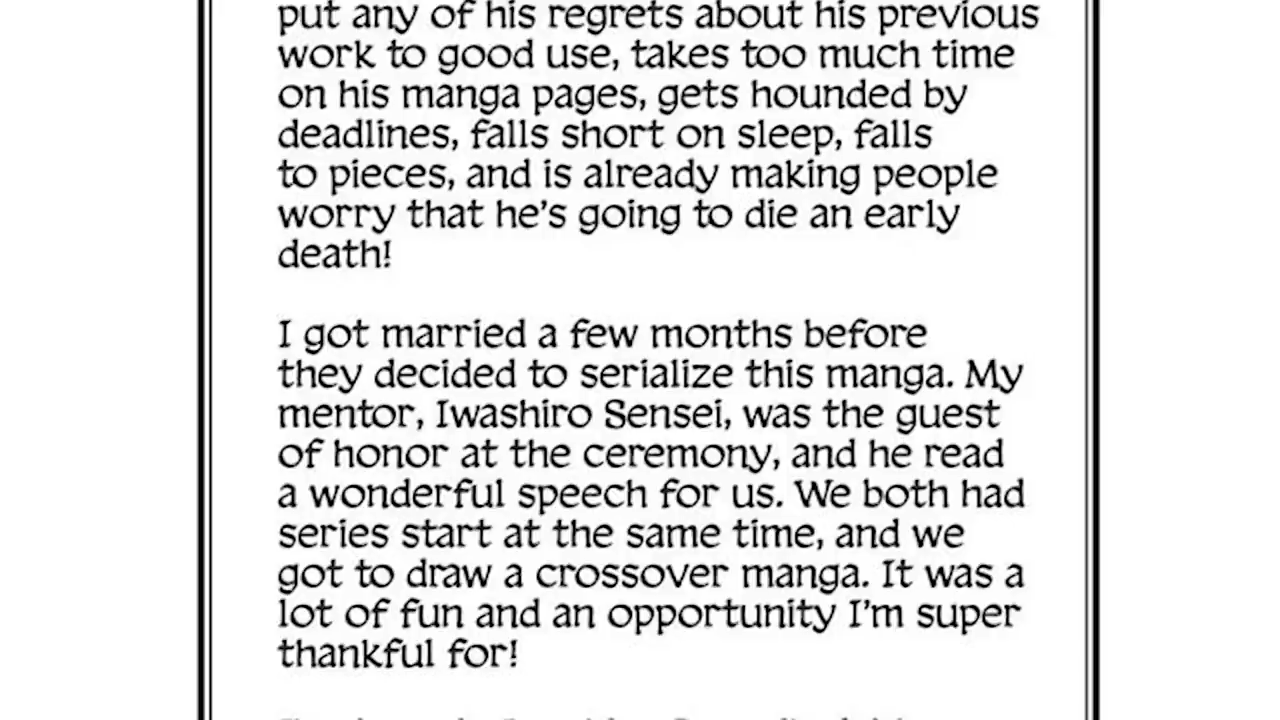 put any of his regrets about his previous
work to good use, takes too much time
on his manga pages, gets hounded by
deadlines, falls short on sleep, falls
to pieces, and is already making people
worry that he's going to die an early
death!
I got married a few months before
they decided to serialize this manga. My
mentor, Iwashiro Sensei, was the guest
of honor at the ceremony, and he read
a wonderful speech for us. We both had
series start at the same time, and we
got to draw a crossover manga. It was a
lot of fun and an opportunity I'm super
thankful for!